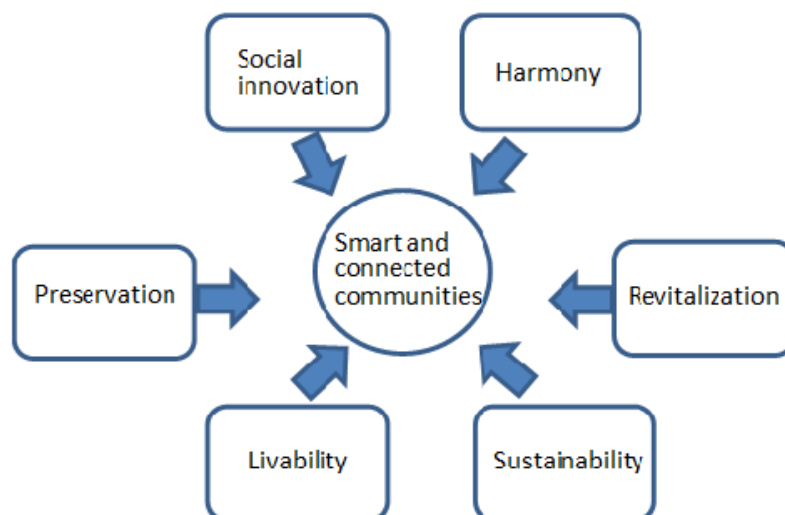 Social
innovation
Harmony
Smart and
connected
communities
Preservation
Revitalization
Livability
Sustainability